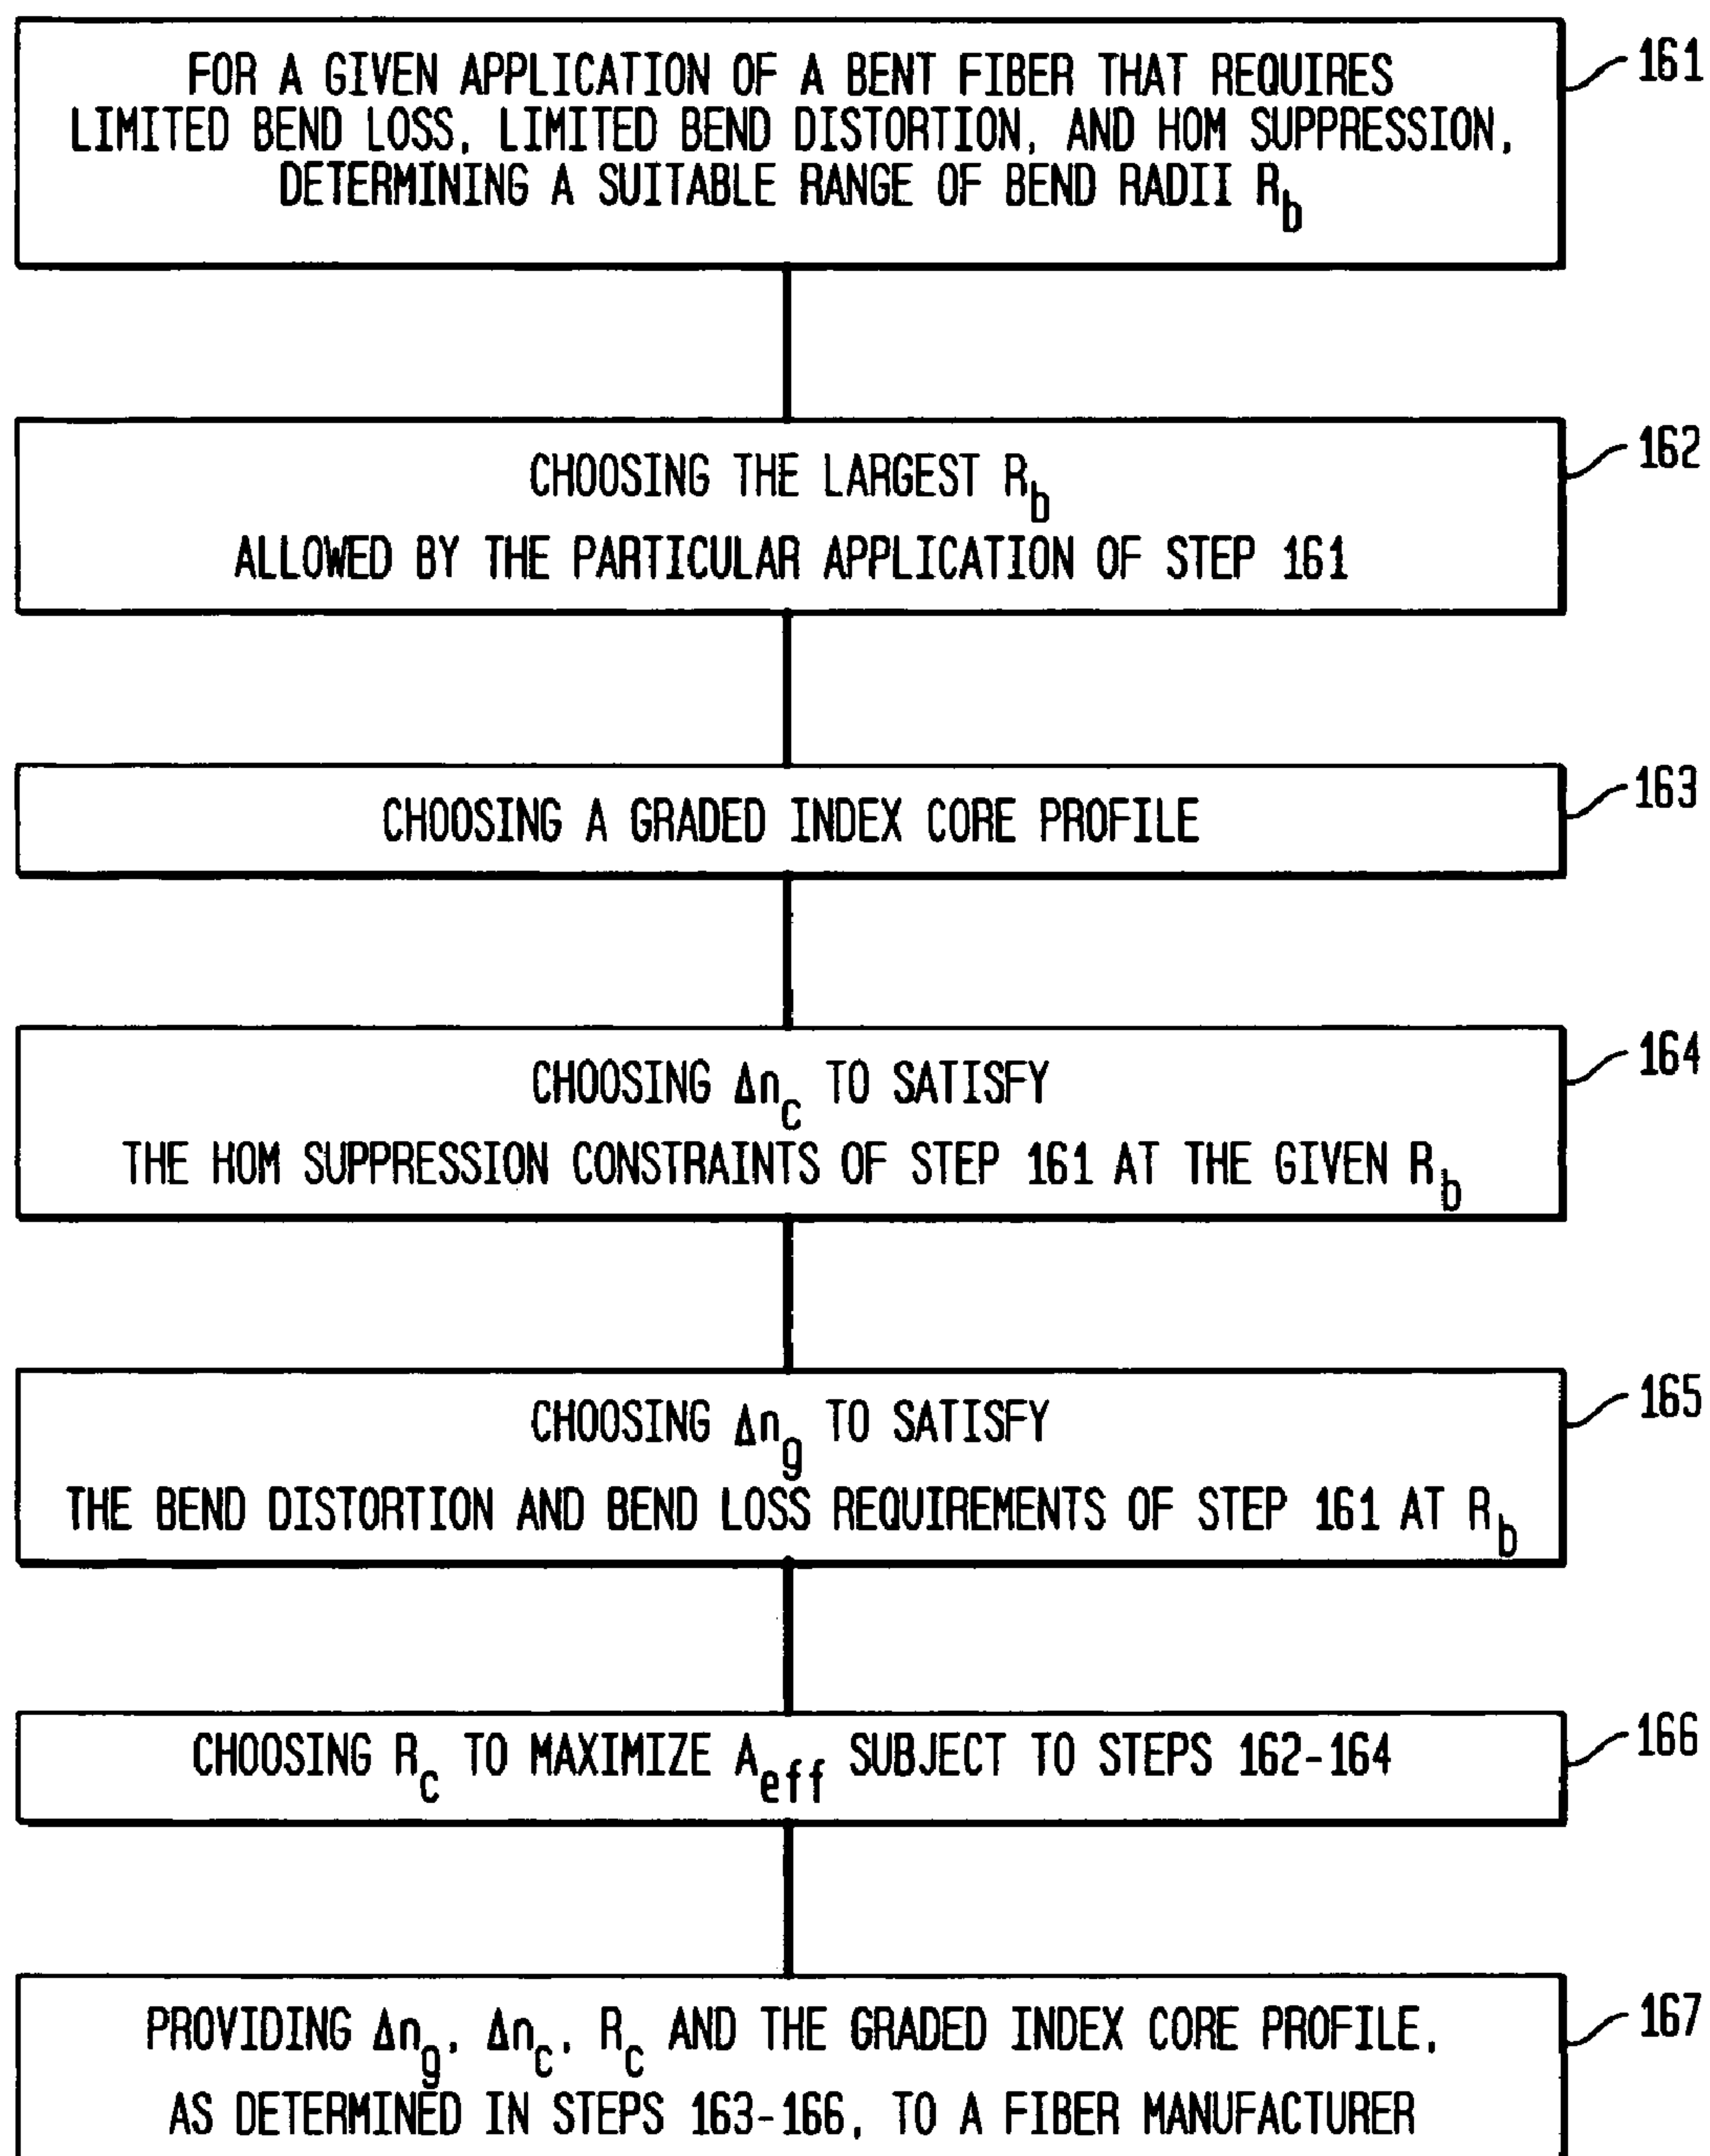 FOR A GIVEN APPLICATION OF A BENT FIBER THAT REQUIRES
LIMITED BEND LOSS, LIMITED BEND DISTORTION, AND HOM SUPPRESSION,
DETERMINING A SUITABLE RANGE OF BEND RADII Rb
161
CHOOSING THE LARGEST Rb
ALLOWED BY THE PARTICULAR APPLICATION OF STEP 161
162
CHOOSING A GRADED INDEX CORE PROFILE
163
CHOOSING Δnc TO SATISFY
THE HOM SUPPRESSION CONSTRAINTS OF STEP 161 AT THE GIVEN Rb
164
CHOOSING Δng TO SATISFY
THE BEND DISTORTION AND BEND LOSS REQUIREMENTS OF STEP 161 AT Rb
165
CHOOSING Rc TO MAXIMIZE Aeff SUBJECT TO STEPS 162-164
166
PROVIDING Δng, Δnc, Rc AND THE GRADED INDEX CORE PROFILE,
AS DETERMINED IN STEPS 163-166, TO A FIBER MANUFACTURER
167